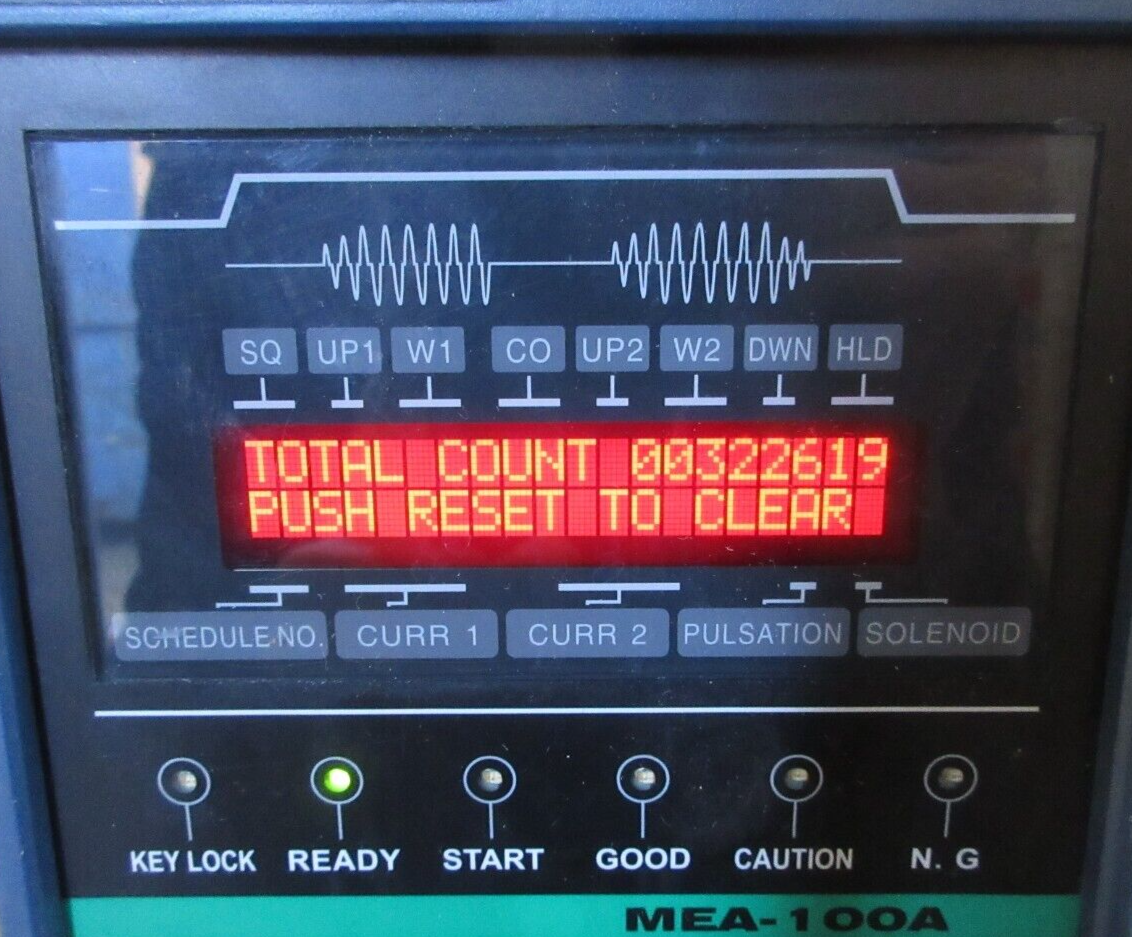 SQ UP1 W1 CO UP2 W2 DWN HLD
TOTAL COUNT 00322619
PUSH RESET TO CLEAR
SCHEDULE NO. CURR 1 CURR 2 PULSATION SOLENOID
KEY LOCK READY START GOOD CAUTION N. G
MEA-100A